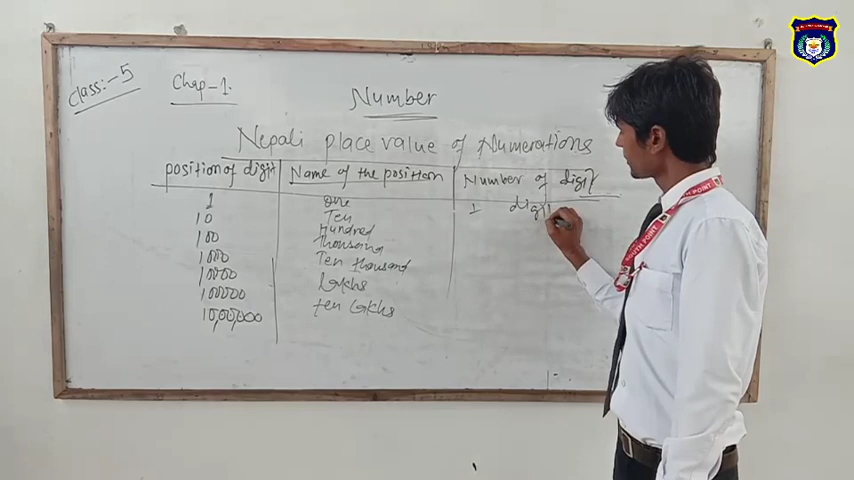 Class:-5
Chap-1.
Number
Nepali place value of Numerations
position of digit Name of the position Number of digit
1 one 1 digit
10 Ten
100 Hundred
1000 thousand
10000 Ten thousand
100000 lakhs
10,00,000 ten lakhs
SOUTH POINT